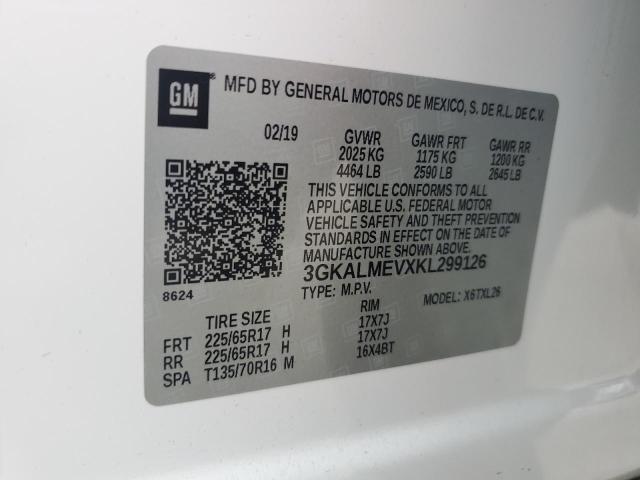 GM ® MFD BY GENERAL MOTORS DE MEXICO, S. DE R.L. DE C.V.
02/19 GVWR GAWR FRT GAWR RR
2025 KG 1175 KG 1200 KG
4464 LB 2590 LB 2645 LB
THIS VEHICLE CONFORMS TO ALL
APPLICABLE U.S. FEDERAL MOTOR
VEHICLE SAFETY AND THEFT PREVENTION
STANDARDS IN EFFECT ON THE DATE OF
MANUFACTURE SHOWN ABOVE.
3GKALMEVXKL299126
8624 TYPE: M.P.V. MODEL: X6TXL26
TIRE SIZE RIM
FRT 225/65R17 H 17X7J
RR 225/65R17 H 17X7J
SPA T135/70R16 M 16X4BT